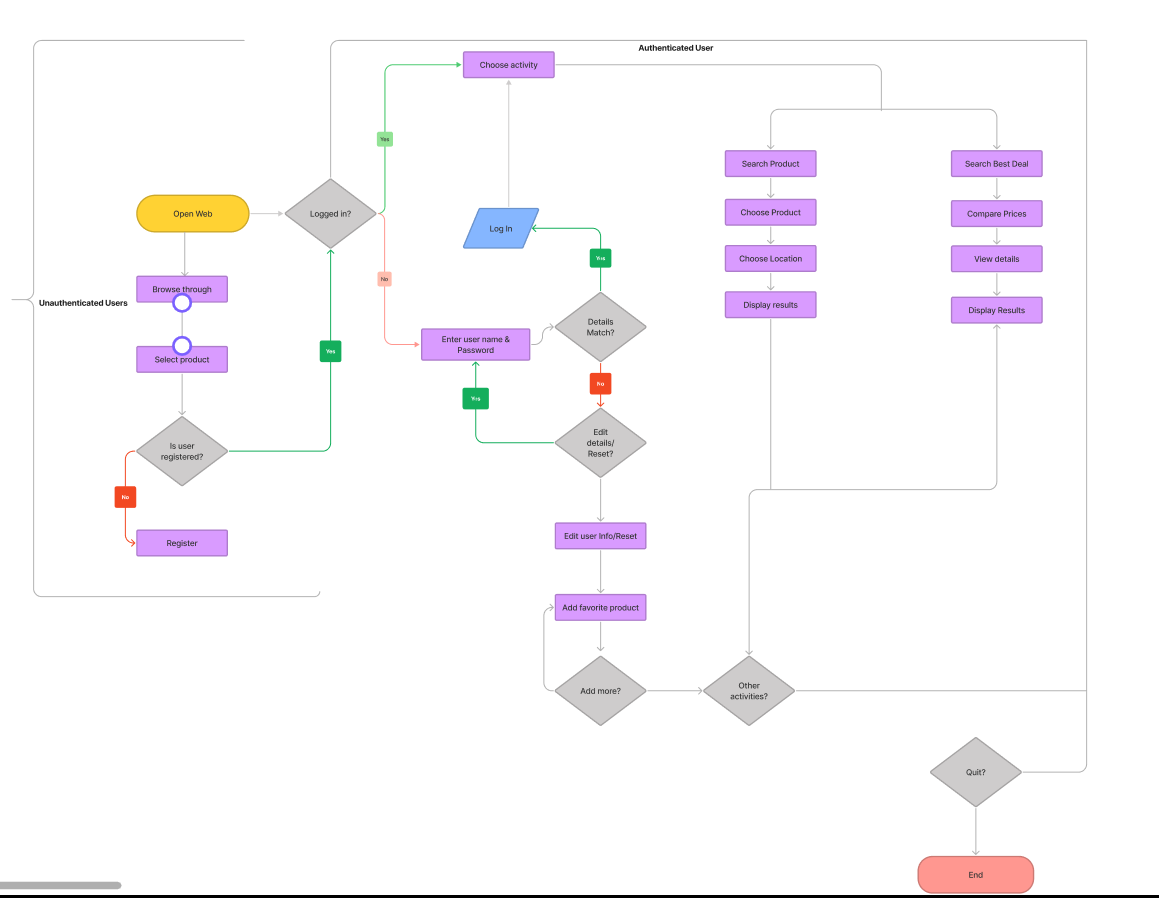 Authenticated User
Choose activity
Yes
Search Product
Search Best Deal
Open Web
Logged in?
Choose Product
Compare Prices
Log In
Yes
Choose Location
View details
No
Browse through
Unauthenticated Users
Display results
Display Results
Details
Match?
Enter user name &
Password
Yes
Select product
No
Yes
Is user
registered?
Edit
details/
Reset?
No
Register
Edit user Info/Reset
Add favorite product
Add more?
Other
activities?
Quit?
End